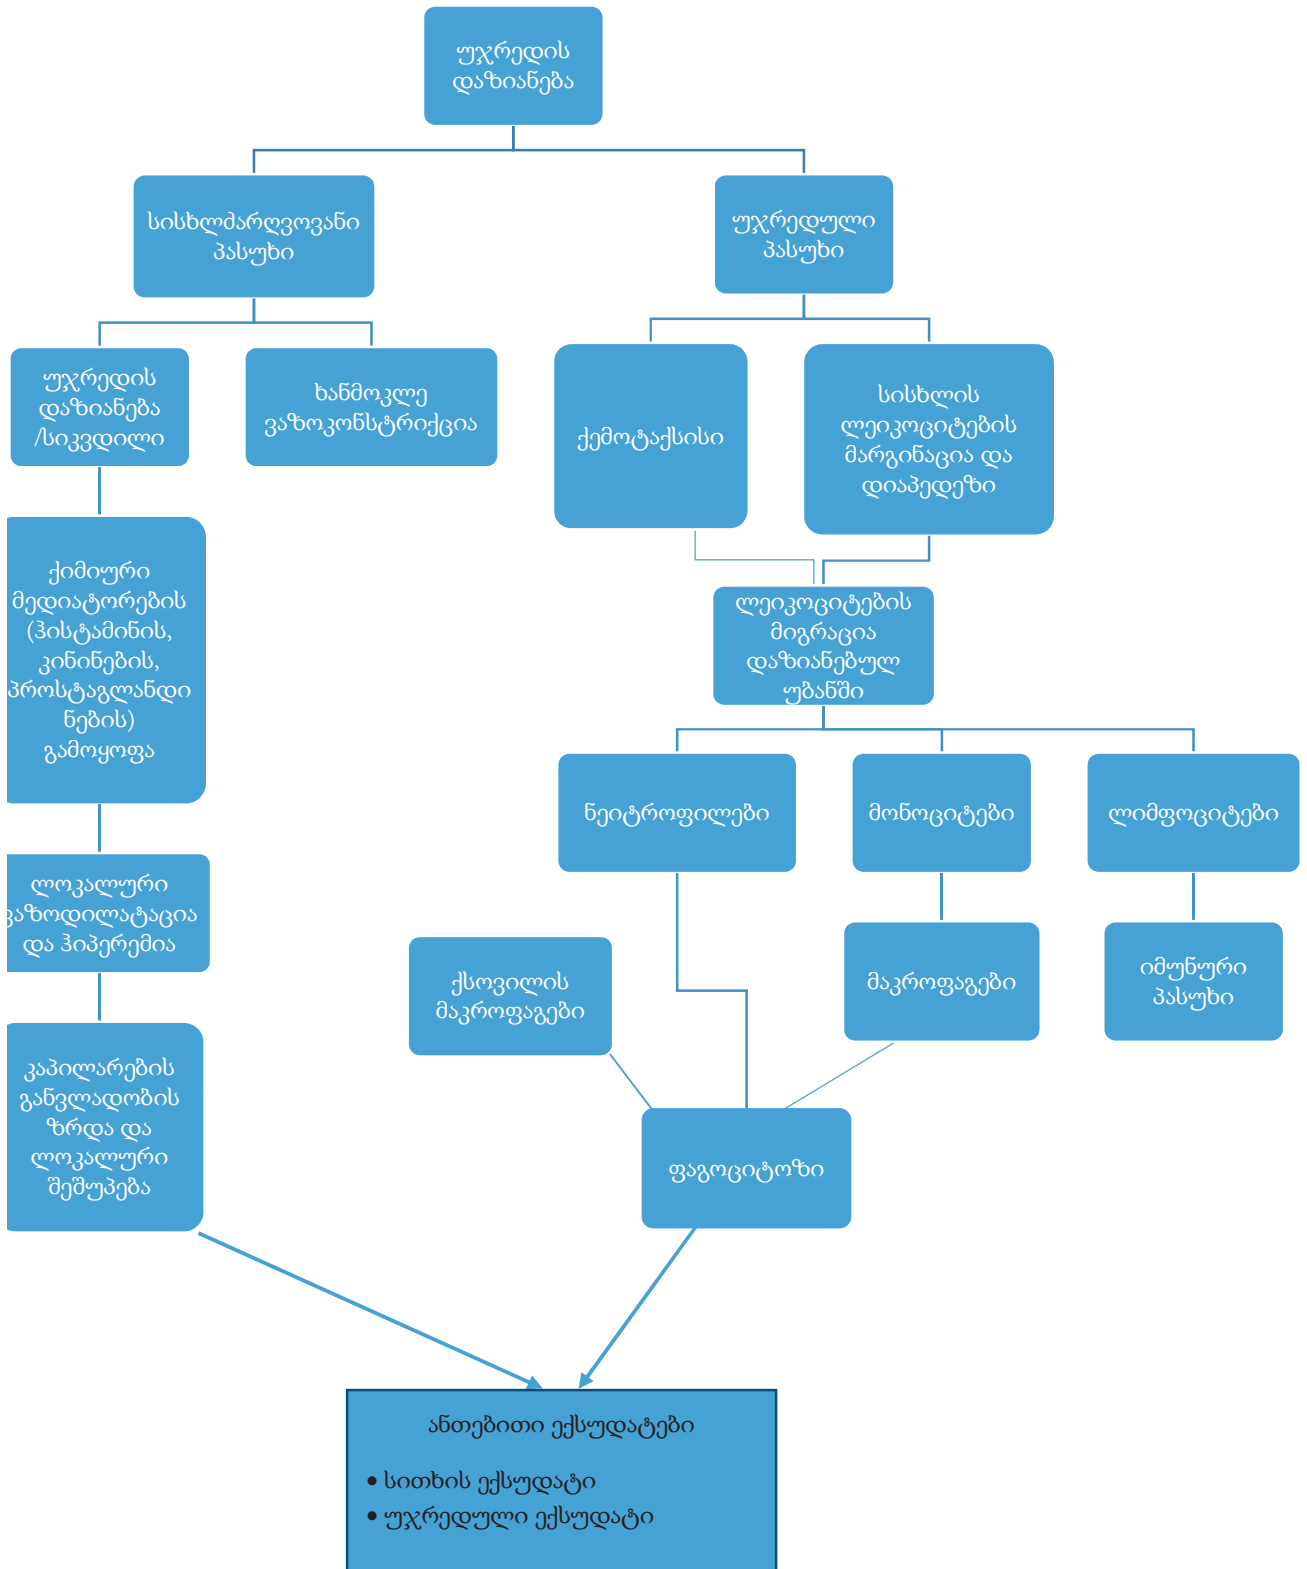 უჯრედის
დაზიანება
სისხლძარღვოვანი
პასუხი
უჯრედული
პასუხი
უჯრედის
დაზიანება
/სიკვდილი
ხანმოკლე
ვაზოკონსტრიქცია
ქემოტაქსისი
სისხლის
ლეიკოციტების
მარგინაცია და
დიაპედეზი
ქიმიური
მედიატორების
(ჰისტამინის,
კინინების,
პროსტაგლანდი
ნების)
გამოყოფა
ლეიკოციტების
მიგრაცია
დაზიანებულ
უბანში
ნეიტროფილები
მონოციტები
ლიმფოციტები
ლოკალური
ვაზოდილატაცია
და ჰიპერემია
ქსოვილის
მაკროფაგები
მაკროფაგები
იმუნური
პასუხი
კაპილარების
განვლადობის
ზრდა და
ლოკალური
შეშუპება
ფაგოციტოზი
ანთებითი ექსუდატები
• სითხის ექსუდატი
• უჯრედული ექსუდატი